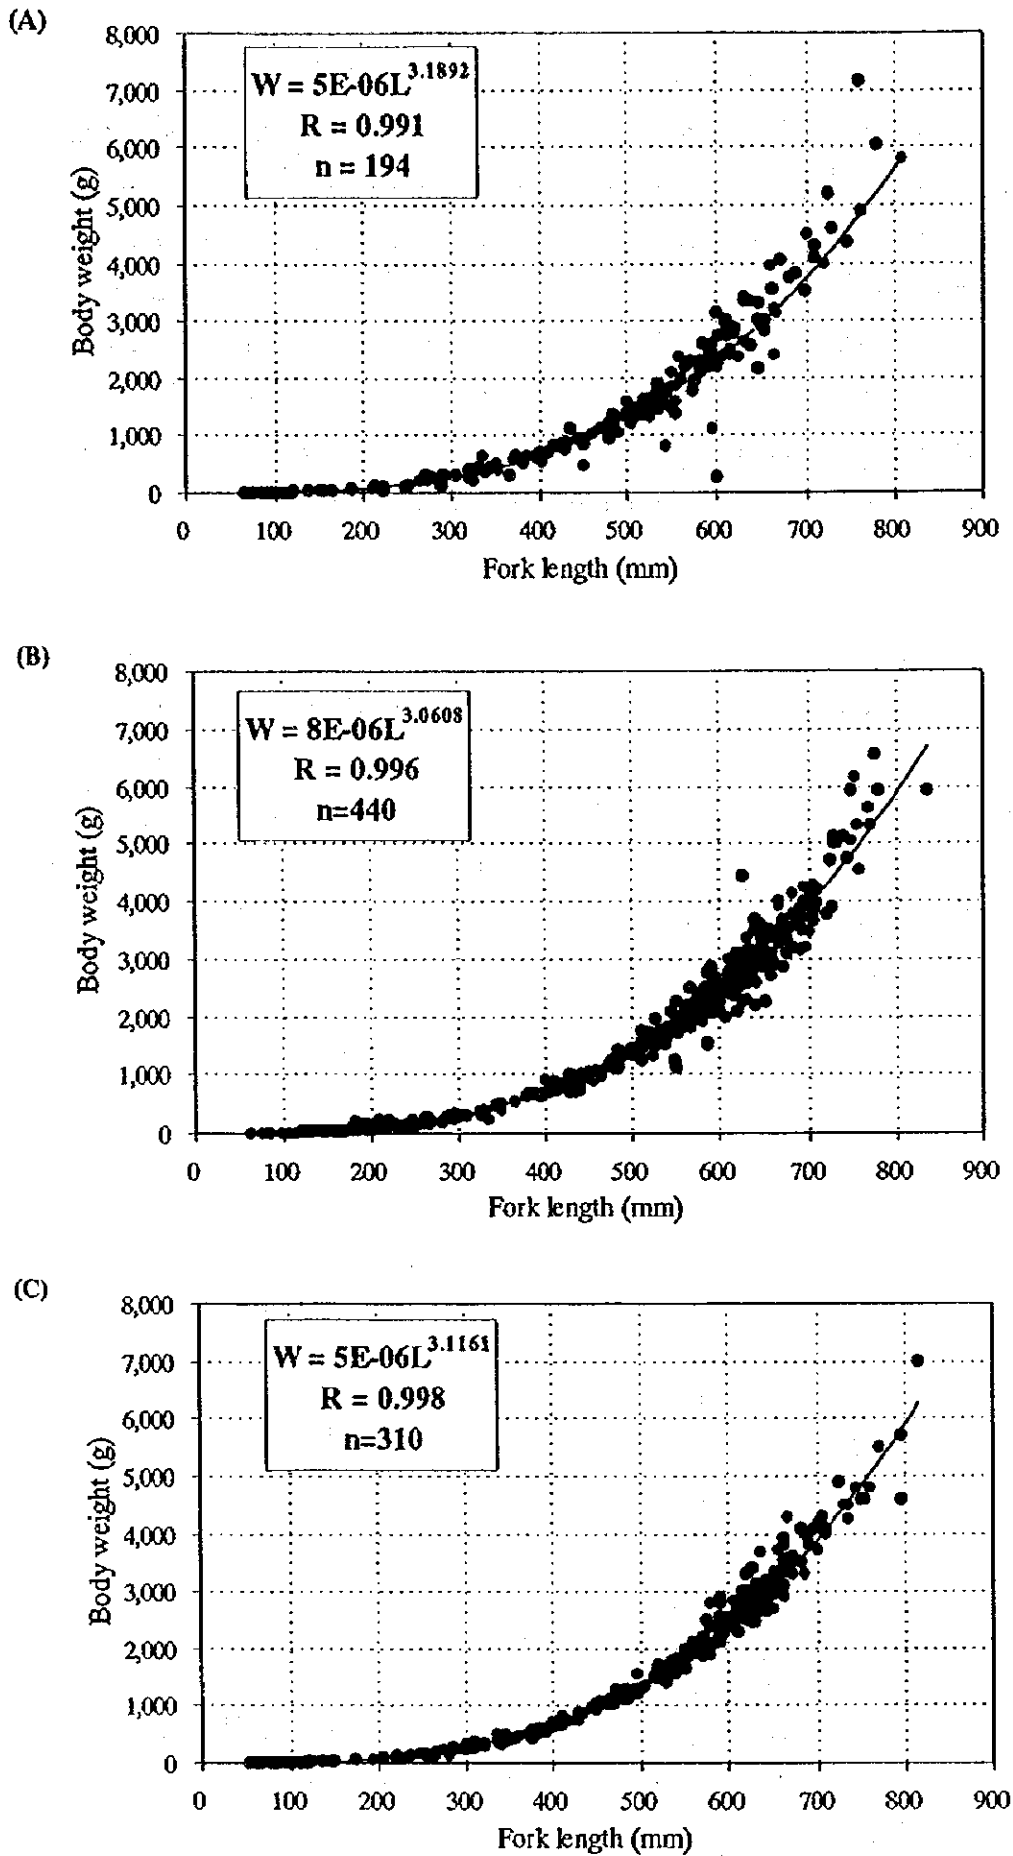 (A)
8,000
7,000
6,000
5,000
4,000
3,000
2,000
1,000
0
Body weight (g)
W = 5E-06L^3.1892
R = 0.991
n = 194
0 100 200 300 400 500 600 700 800 900
Fork length (mm)
(B)
8,000
7,000
6,000
5,000
4,000
3,000
2,000
1,000
0
Body weight (g)
W = 8E-06L^3.0608
R = 0.996
n=440
0 100 200 300 400 500 600 700 800 900
Fork length (mm)
(C)
8,000
7,000
6,000
5,000
4,000
3,000
2,000
1,000
0
Body weight (g)
W = 5E-06L^3.1161
R = 0.998
n=310
0 100 200 300 400 500 600 700 800 900
Fork length (mm)